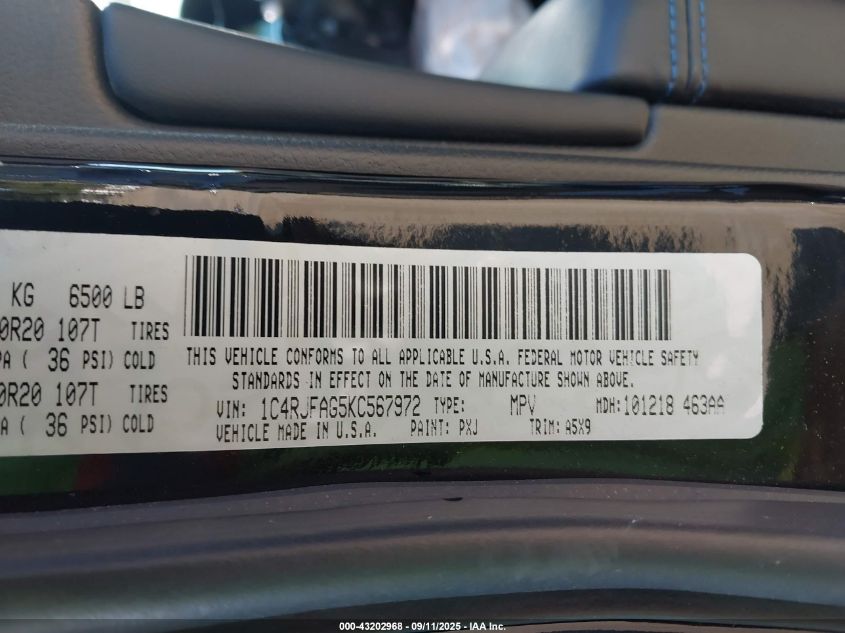 KG 6500 LB
0R20 107T TIRES
PA ( 36 PSI) COLD
0R20 107T TIRES
A ( 36 PSI) COLD
THIS VEHICLE CONFORMS TO ALL APPLICABLE U.S.A. FEDERAL MOTOR VEHICLE SAFETY
STANDARDS IN EFFECT ON THE DATE OF MANUFACTURE SHOWN ABOVE.
VIN: 1C4RJFAG5KC567972 TYPE: MPV MDH:101218 463AA
VEHICLE MADE IN U.S.A. PAINT: PXJ TRIM: A5X9
000-43202968 - 09/11/2025 - IAA Inc.